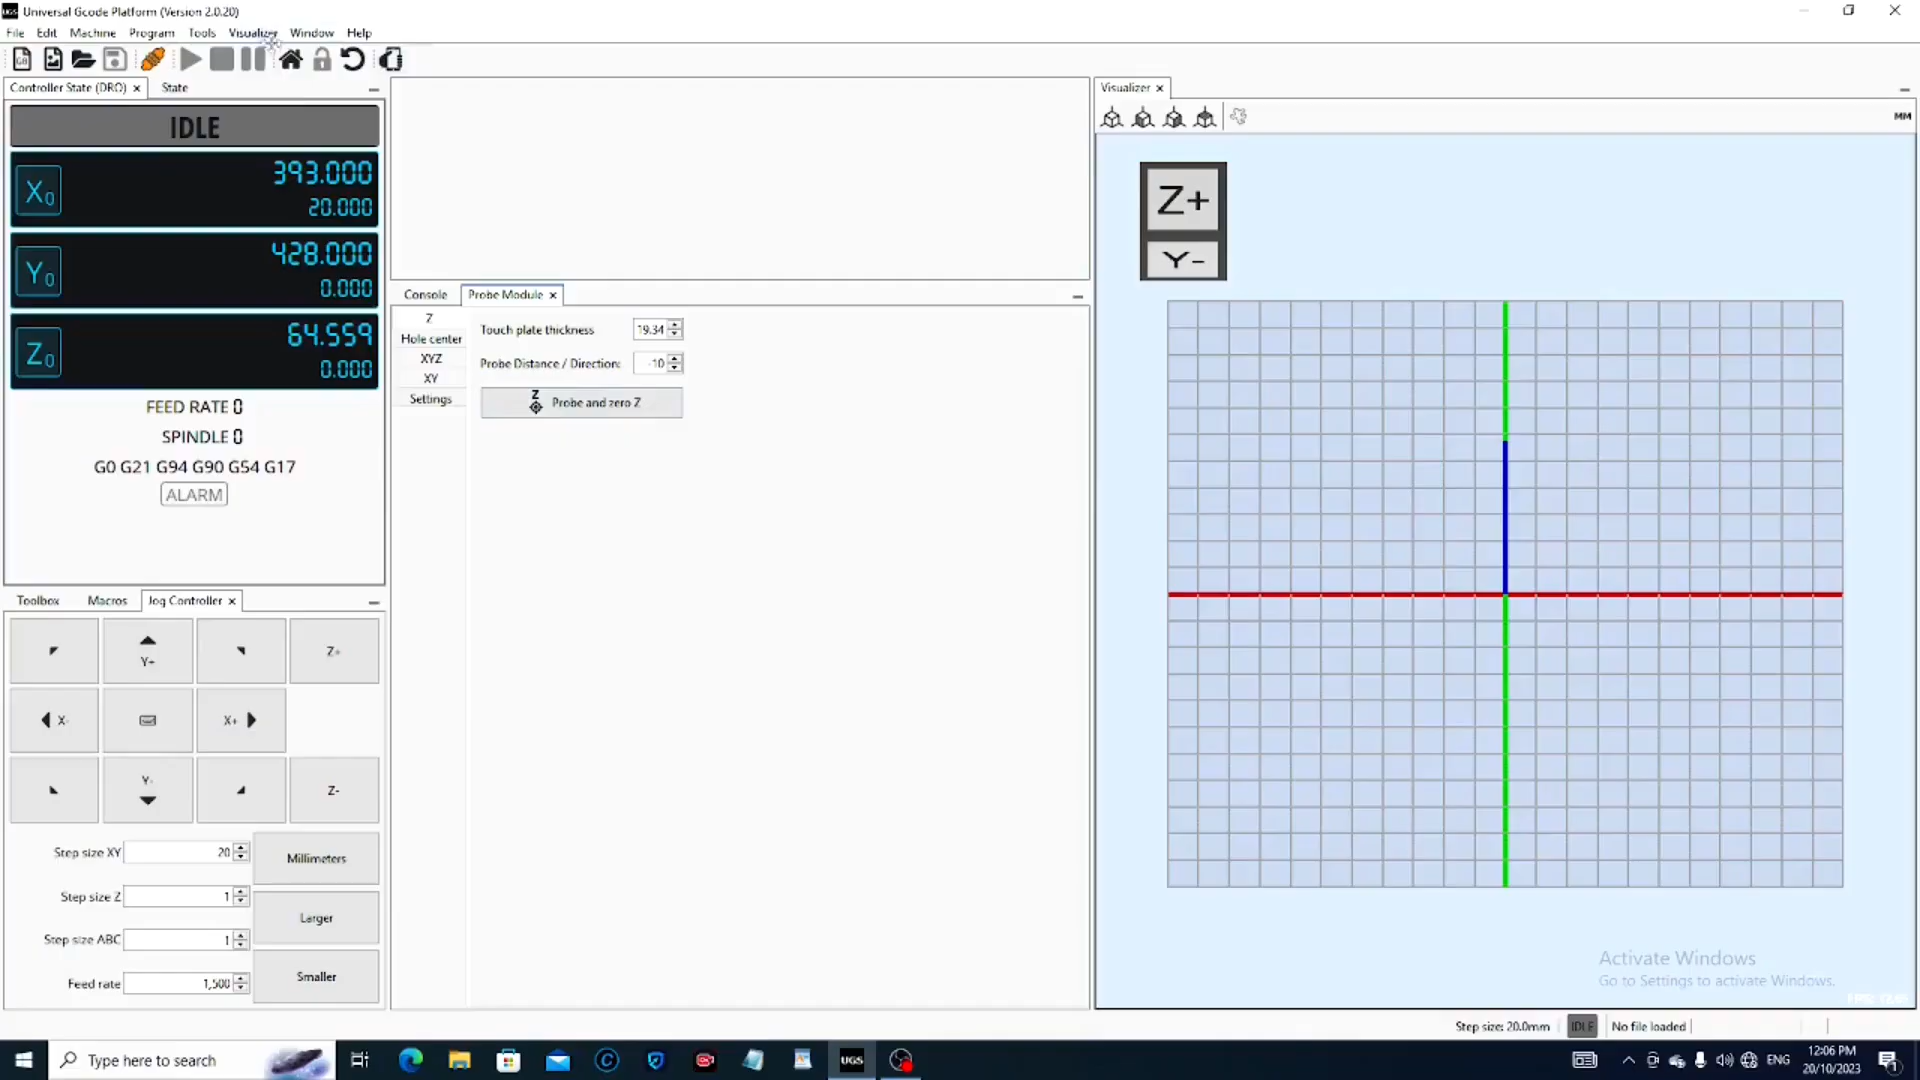 UGS Universal Gcode Platform (Version 2.0.20)
File Edit Machine Program Tools Visualizer Window Help
Controller State (DRO) × State
IDLE
X0 393.000
20.000
Y0 428.000
0.000
Z0 64.559
0.000
FEED RATE 0
SPINDLE 0
G0 G21 G94 G90 G54 G17
ALARM
Toolbox Macros Jog Controller ×
Y+ Z+
X- X+
Y- Z-
Step size XY 20 Millimeters
Step size Z 1
Larger
Step size ABC 1
Smaller
Feed rate 1,500
Console Probe Module ×
Z
Hole center
XYZ
XY
Settings
Touch plate thickness 19.34
Probe Distance / Direction: -10
Z Probe and zero Z
Visualizer ×
MM
Z+
Y-
Activate Windows
Go to Settings to activate Windows.
Step size: 20.0mm IDLE No file loaded
Type here to search
UGS
ENG
12:06 PM
20/10/2023